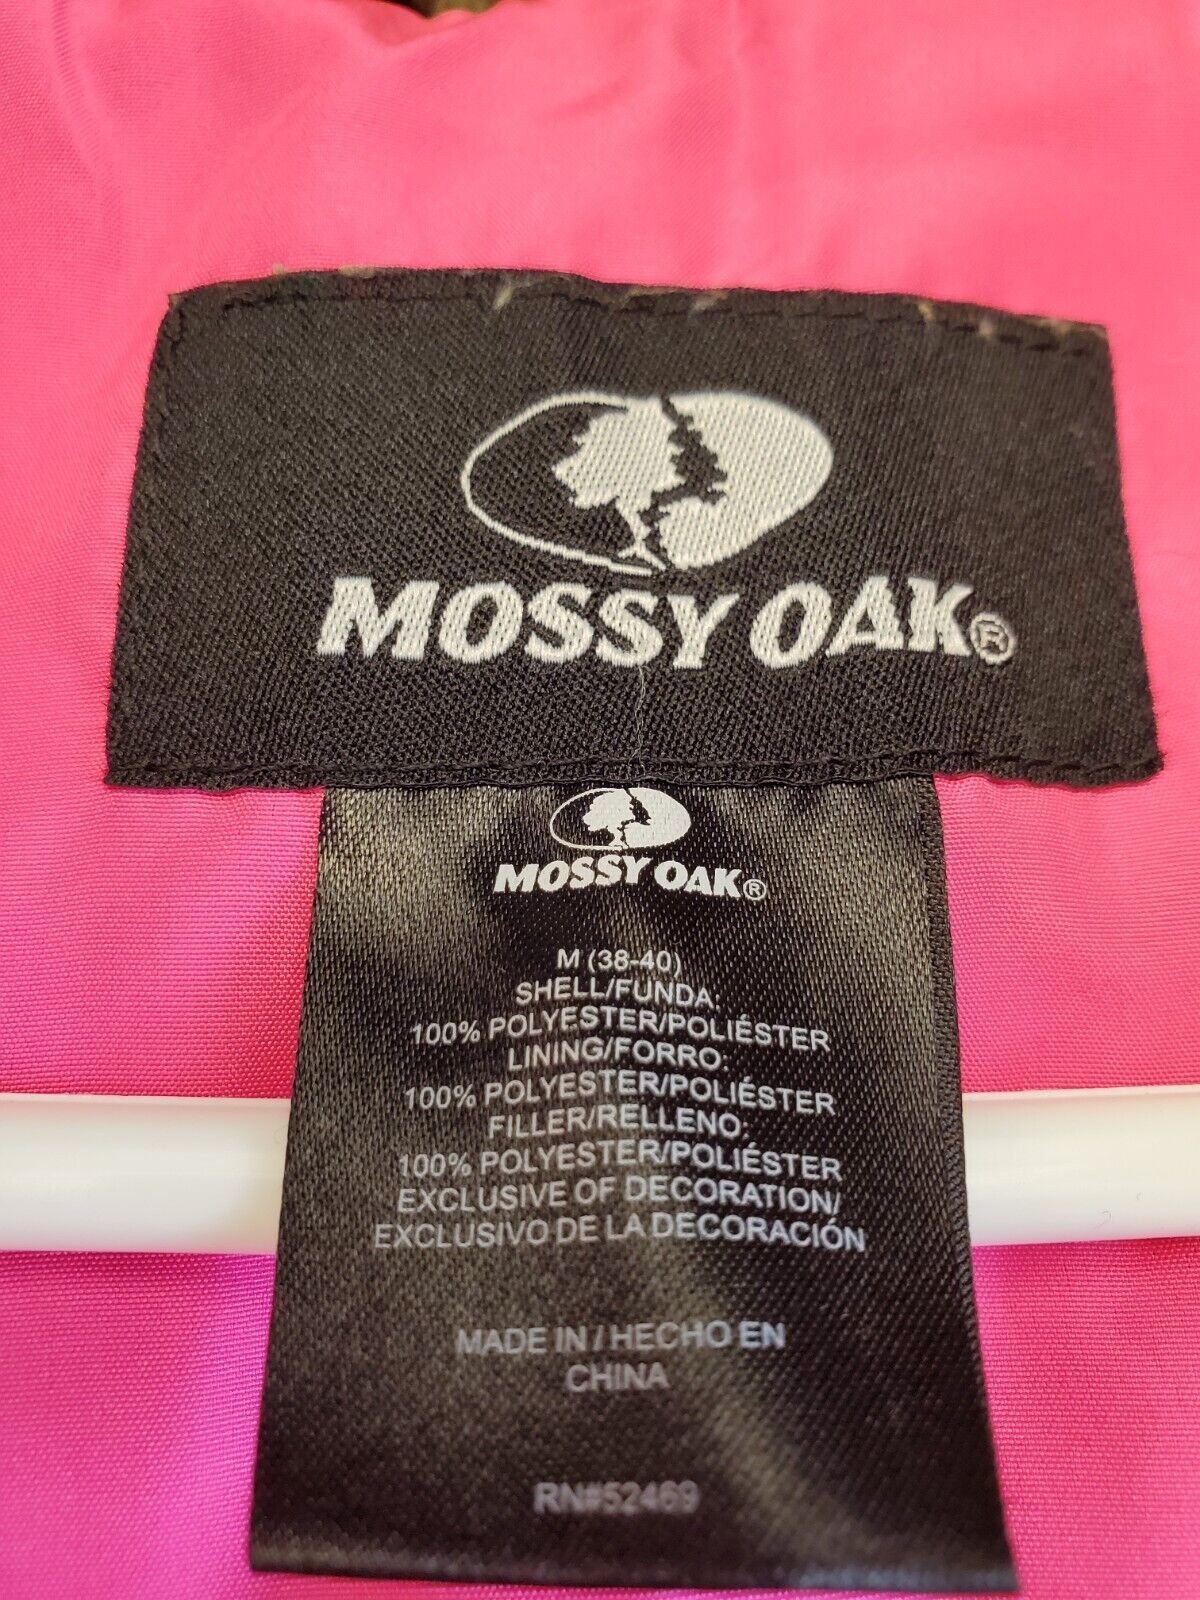 MOSSY OAK®
MOSSY OAK®
M (38-40)
SHELL/FUNDA:
100% POLYESTER/POLIÉSTER
LINING/FORRO:
100% POLYESTER/POLIÉSTER
FILLER/RELLENO:
100% POLYESTER/POLIÉSTER
EXCLUSIVE OF DECORATION/
EXCLUSIVO DE LA DECORACIÓN
MADE IN / HECHO EN
CHINA
RN#52469